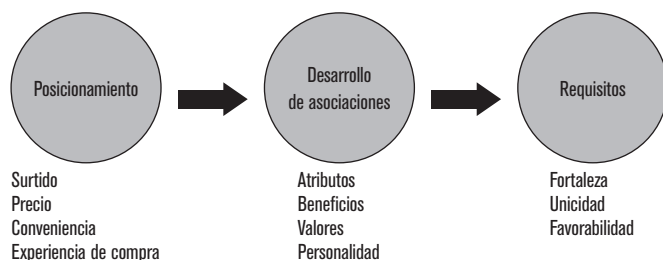 Posicionamiento
Desarrollo
de asociaciones
Requisitos
Surtido
Precio
Conveniencia
Experiencia de compra
Atributos
Beneficios
Valores
Personalidad
Fortaleza
Unicidad
Favorabilidad